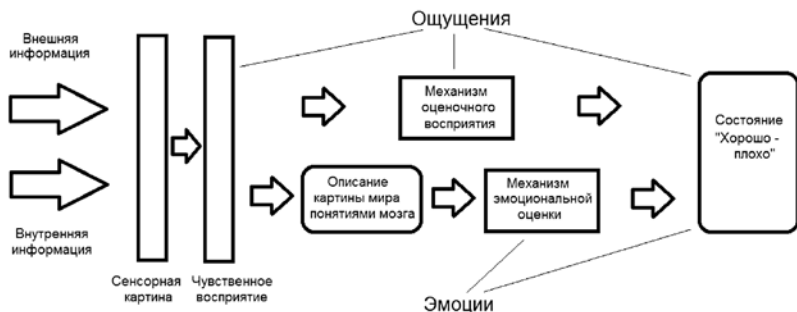 Ощущения
Внешняя
информация
Механизм
оценочного
восприятия
Состояние
"Хорошо -
плохо"
Описание
картины мира
понятиями мозга
Механизм
эмоциональной
оценки
Внутренняя
информация
Сенсорная
картина
Чувственное
восприятие
Эмоции